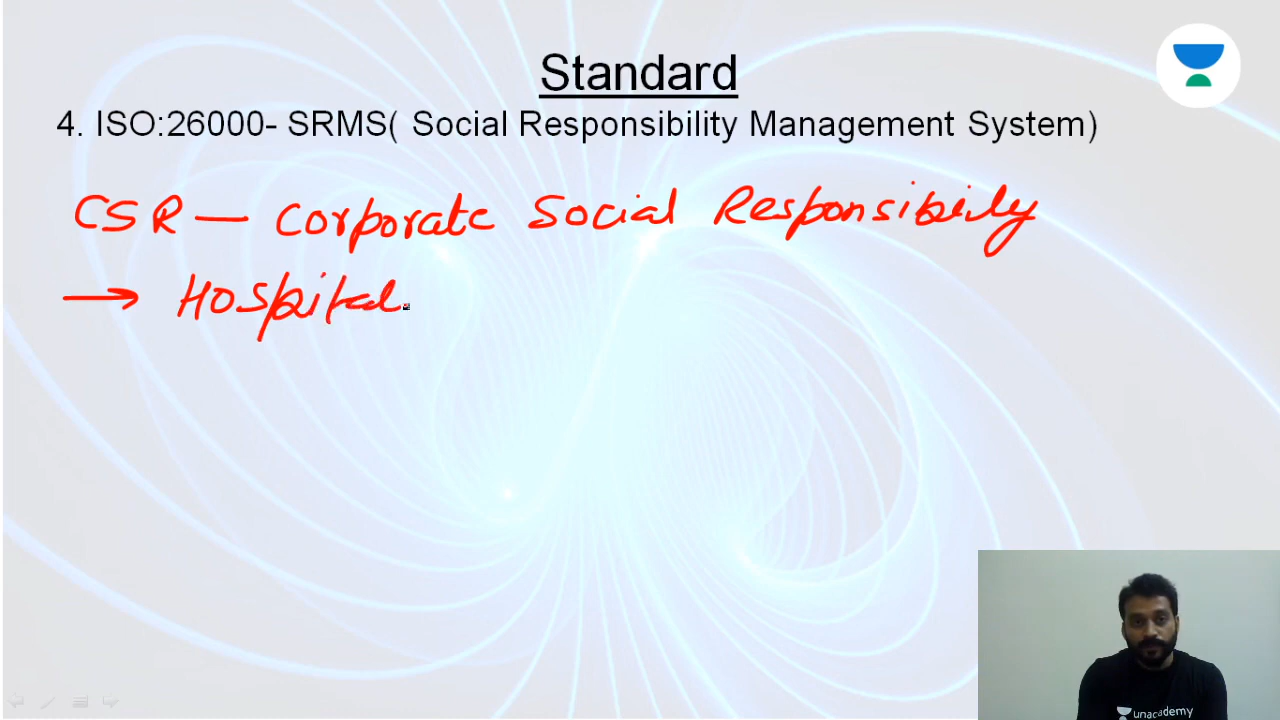 Standard
4. ISO:26000- SRMS( Social Responsibility Management System)
CSR — Corporate Social Responsibility
→ Hospital
unacademy